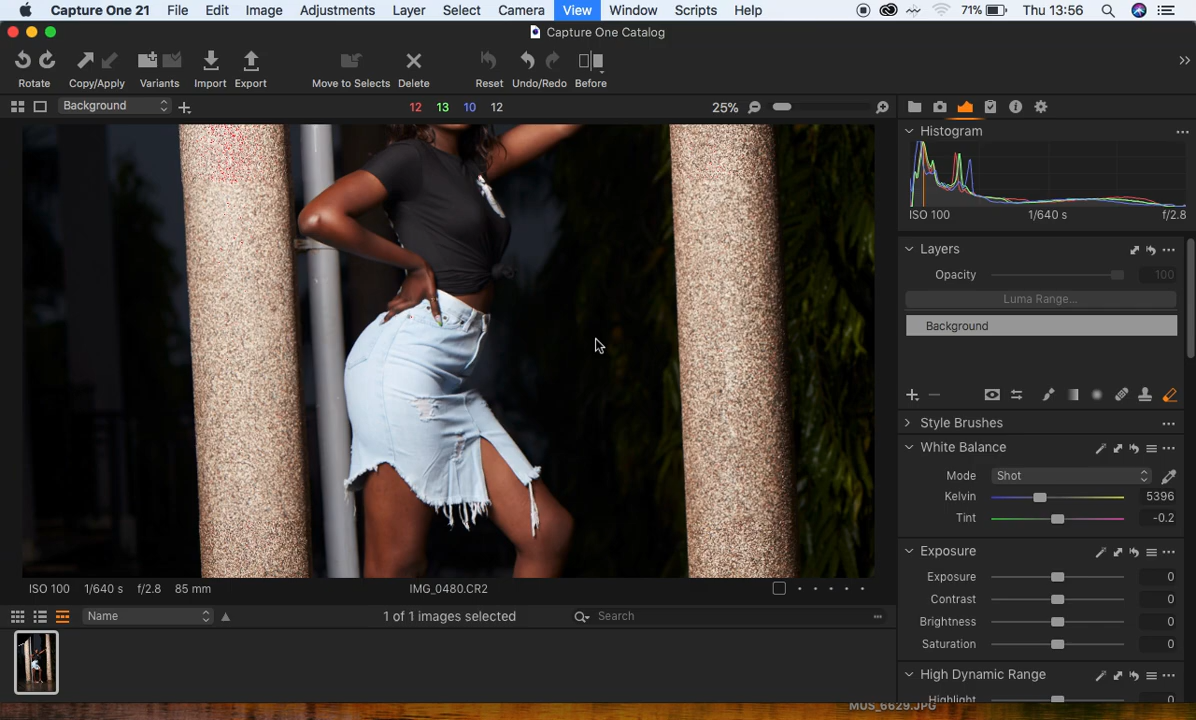 Capture One 21 File Edit Image Adjustments Layer Select Camera View Window Scripts Help 71% Thu 13:56
Capture One Catalog
Rotate Copy/Apply Variants Import Export Move to Selects Delete Reset Undo/Redo Before
Background 12 13 10 12 25%
Histogram
ISO 100 1/640 s f/2.8
Layers
Opacity 100
Luma Range...
Background
Style Brushes
White Balance
Mode Shot
Kelvin 5396
Tint -0.2
Exposure
Exposure 0
Contrast 0
Brightness 0
Saturation 0
High Dynamic Range
Highlight 0
ISO 100 1/640 s f/2.8 85 mm IMG_0480.CR2
Name 1 of 1 images selected Search
MUS_6629.JPG